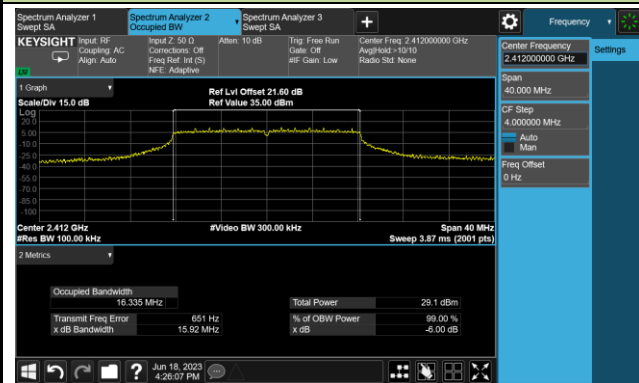 Spectrum Analyzer 1
Swept SA
Spectrum Analyzer 2
Occupied BW
Spectrum Analyzer 3
Swept SA
+
Frequency
KEYSIGHT
Input: RF
Coupling: AC
Align: Auto
Input Z: 50 Ω
Corrections: Off
Freq Ref: Int (S)
NFE: Adaptive
Atten: 10 dB
Trig: Free Run
Gate: Off
#IF Gain: Low
Center Freq: 2.412000000 GHz
Avg|Hold:>10/10
Radio Std: None
Center Frequency
2.412000000 GHz
Settings
Span
40.000 MHz
CF Step
4.000000 MHz
Auto
Man
Freq Offset
0 Hz
1 Graph
Scale/Div 15.0 dB
Ref Lvl Offset 21.60 dB
Ref Value 35.00 dBm
Log
20.0
5.00
-10.0
-25.0
-40.0
-55.0
-70.0
-85.0
-100
Center 2.412 GHz
#Res BW 100.00 kHz
#Video BW 300.00 kHz
Span 40 MHz
Sweep 3.87 ms (2001 pts)
2 Metrics
Occupied Bandwidth
16.335 MHz
Total Power 29.1 dBm
Transmit Freq Error 651 Hz
% of OBW Power 99.00 %
x dB Bandwidth 15.92 MHz
x dB -6.00 dB
?
Jun 18, 2023
4:26:07 PM